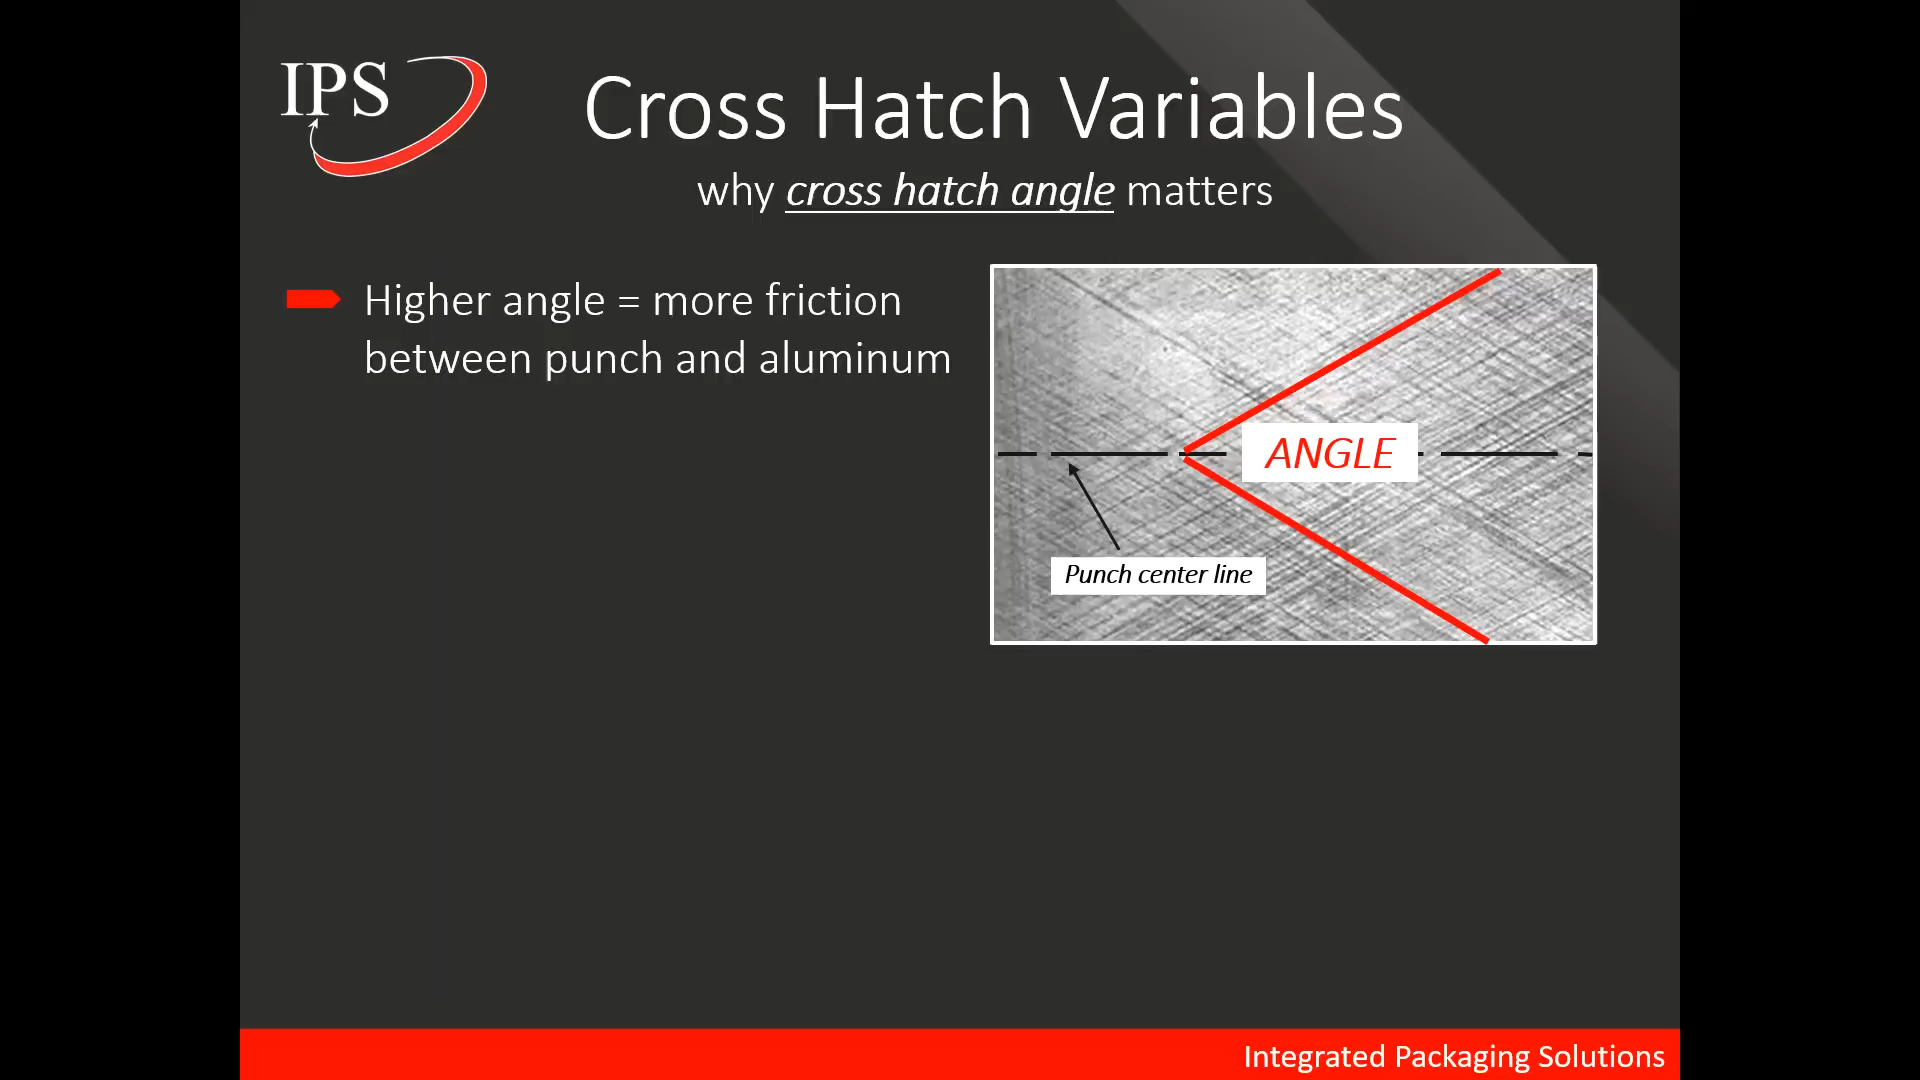 IPS
Cross Hatch Variables
why cross hatch angle matters
Higher angle = more friction
between punch and aluminum
ANGLE
Punch center line
Integrated Packaging Solutions